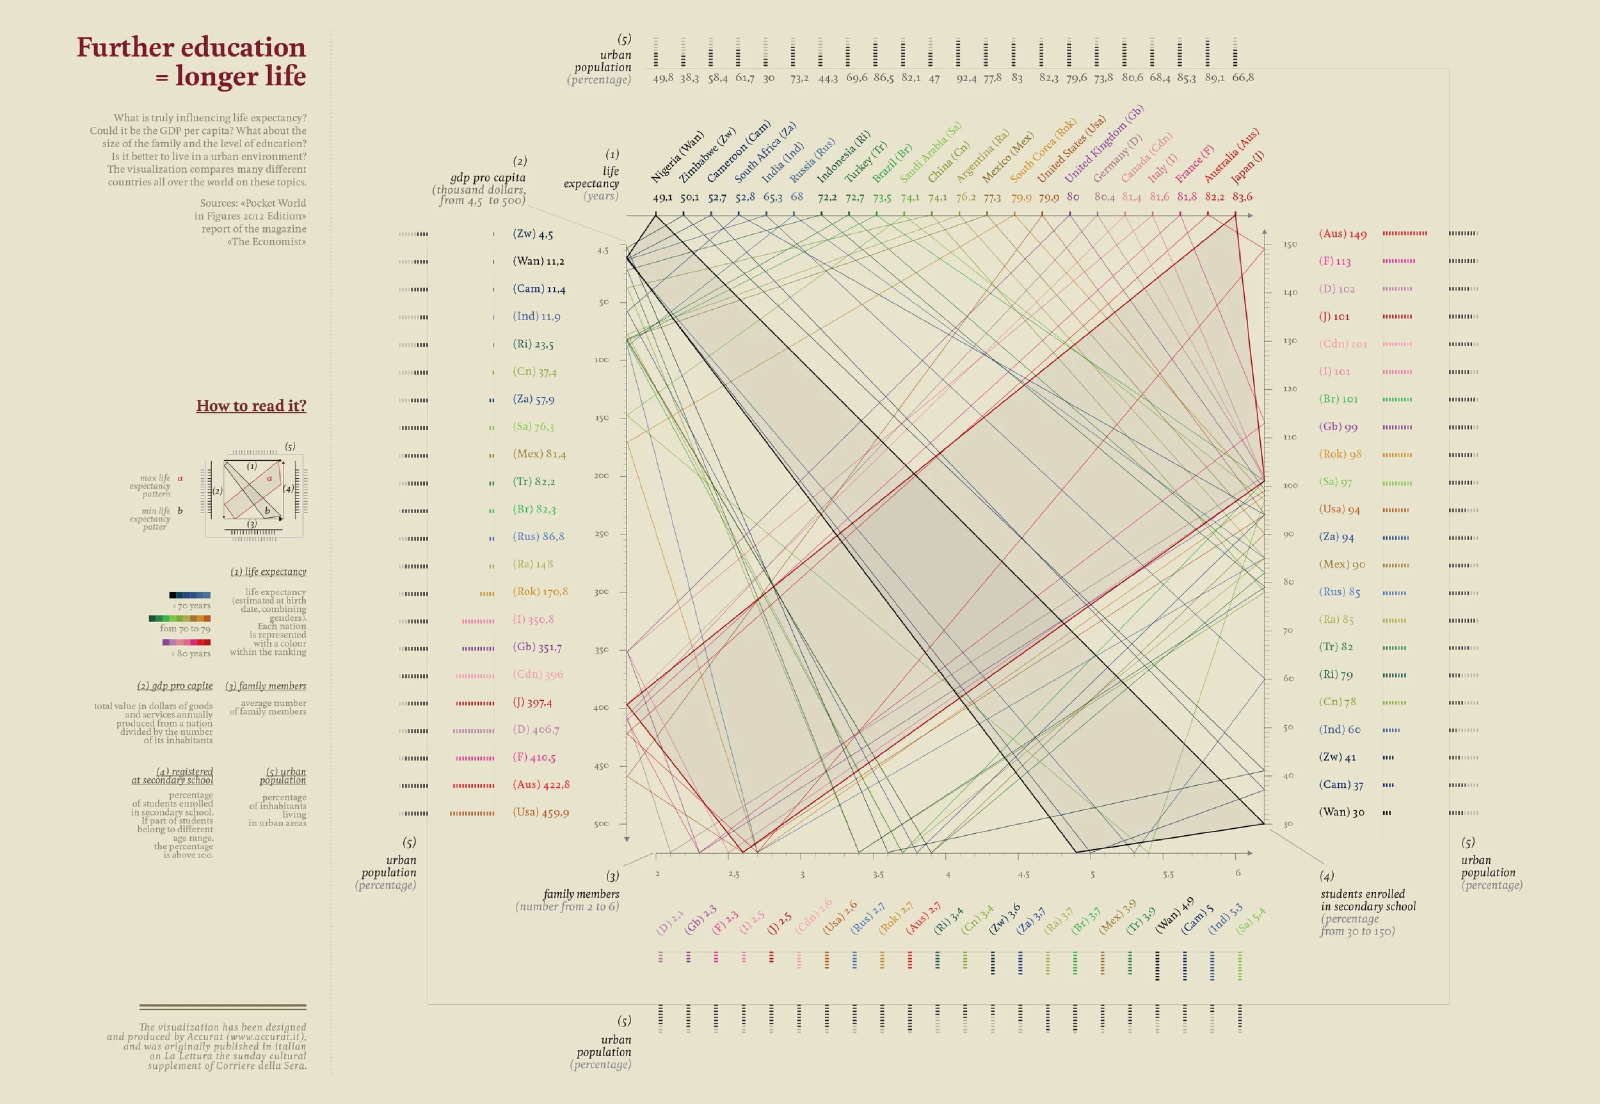 Further education
= longer life
What is truly influencing life expectancy?
Could it be the GDP per capita? What about the
size of the family and the level of education?
Is it better to live in a urban environment?
The visualization compares many different
countries all over the world on these topics.
Sources: «Pocket World
in Figures 2012 Edition»
report of the magazine
«The Economist»
How to read it?
(5)
(1)
a
(2)
(4)
b
(3)
max life
expectancy
pattern
a
min life
expectancy
patter
b
(1) life expectancy
life expectancy
(estimated at birth
date, combining
genders).
Each nation
is represented
with a colour
within the ranking
< 70 years
fom 70 to 79
> 80 years
(2) gdp pro capite
total value in dollars of goods
and services annually
produced from a nation
divided by the number
of its inhabitants
(3) family members
average number
of family members
(4) registered
at secondary school
percentage
of students enrolled
in secondary school.
If part of students
belong to different
age range,
the percentage
is above 100.
(5) urban
population
percentage
of inhabitants
living
in urban areas
The visualization has been designed
and produced by Accurat (www.accurat.it),
and was originally published in italian
on La Lettura the sunday cultural
supplement of Corriere della Sera.
(5)
urban
population
(percentage)
49,8 38,3 58,4 61,7 30 73,2 44,3 69,6 86,5 82,1 47 92,4 77,8 83 82,3 79,6 73,8 80,6 68,4 85,3 89,1 66,8
Nigeria (Wan)
Zimbabwe (Zw)
Cameroon (Cam)
South Africa (Za)
India (Ind)
Russia (Rus)
Indonesia (Ri)
Turkey (Tr)
Brazil (Br)
Saudi Arabia (Sa)
China (Cn)
Argentina (Ra)
Mexico (Mex)
South Corea (Rok)
United States (Usa)
United Kingdom (Gb)
Germany (D)
Canada (Cdn)
Italy (I)
France (F)
Australia (Aus)
Japan (J)
(1)
life
expectancy
(years)
49,1 50,1 52,7 52,8 65,3 68 72,2 72,7 73,5 74,1 74,1 76,2 77,3 79,9 79,9 80 80,4 81,4 81,6 81,8 82,2 83,6
(2)
gdp pro capita
(thousand dollars,
from 4,5 to 500)
(Zw) 4,5
(Wan) 11,2
(Cam) 11,4
(Ind) 11,9
(Ri) 23,5
(Cn) 37,4
(Za) 57,9
(Sa) 76,3
(Mex) 81,4
(Tr) 82,2
(Br) 82,3
(Rus) 86,8
(Ra) 148
(Rok) 170,8
(I) 350,8
(Gb) 351,7
(Cdn) 396
(J) 397,4
(D) 406,7
(F) 410,5
(Aus) 422,8
(Usa) 459,9
4,5
50
100
150
200
250
300
350
400
450
500
150
140
130
120
110
100
90
80
70
60
50
40
30
(Aus) 149
(F) 113
(D) 102
(J) 101
(Cdn) 101
(I) 101
(Br) 101
(Gb) 99
(Rok) 98
(Sa) 97
(Usa) 94
(Za) 94
(Mex) 90
(Rus) 85
(Ra) 85
(Tr) 82
(Ri) 79
(Cn) 78
(Ind) 60
(Zw) 41
(Cam) 37
(Wan) 30
(5)
urban
population
(percentage)
(5)
urban
population
(percentage)
2 2,5 3 3,5 4 4,5 5 5,5 6
(3)
family members
(number from 2 to 6)
(4)
students enrolled
in secondary school
(percentage
from 30 to 150)
(D) 2,1
(Gb) 2,3
(F) 2,3
(I) 2,5
(J) 2,5
(Cdn) 2,6
(Usa) 2,6
(Rus) 2,7
(Rok) 2,7
(Aus) 2,7
(Ri) 3,4
(Cn) 3,4
(Zw) 3,6
(Za) 3,7
(Ra) 3,7
(Br) 3,7
(Mex) 3,9
(Tr) 3,9
(Wan) 4,9
(Cam) 5
(Ind) 5,3
(Sa) 5,4
(5)
urban
population
(percentage)